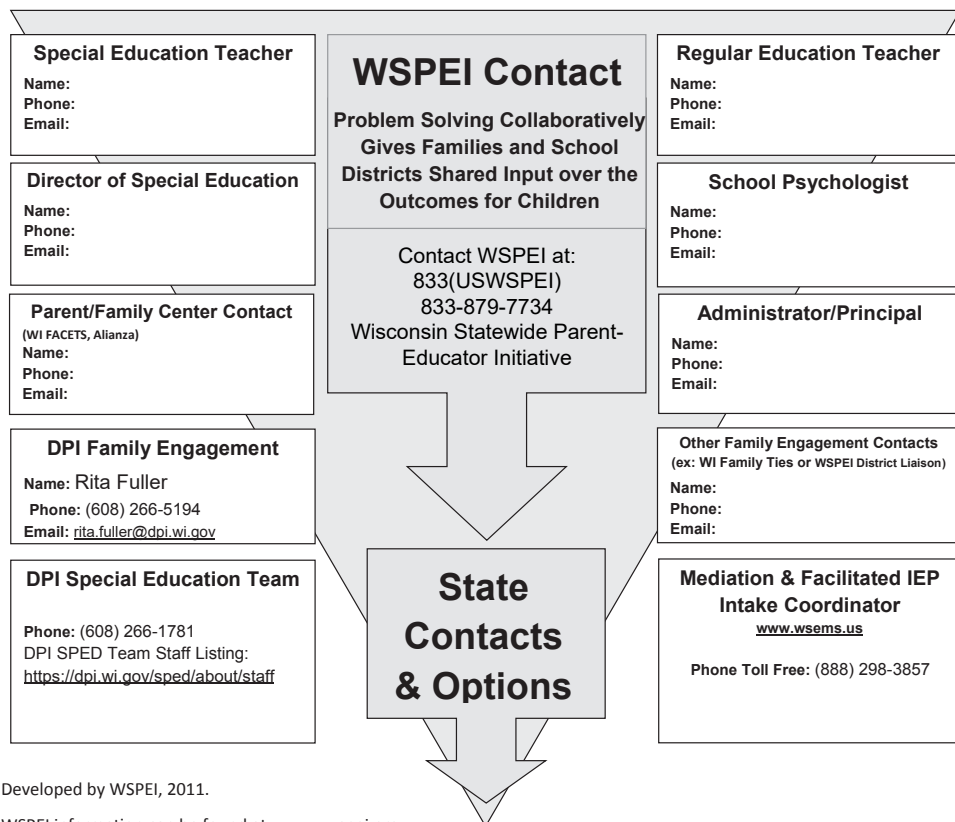 Special Education Teacher
Name:
Phone:
Email:
Director of Special Education
Name:
Phone:
Email:
Parent/Family Center Contact
(WI FACETS, Alianza)
Name:
Phone:
Email:
DPI Family Engagement
Name: Rita Fuller
Phone: (608) 266-5194
Email: rita.fuller@dpi.wi.gov
DPI Special Education Team
Phone: (608) 266-1781
DPI SPED Team Staff Listing:
https://dpi.wi.gov/sped/about/staff
WSPEI Contact
Problem Solving Collaboratively
Gives Families and School
Districts Shared Input over the
Outcomes for Children
Contact WSPEI at:
833(USWSPEI)
833-879-7734
Wisconsin Statewide Parent-
Educator Initiative
State
Contacts
& Options
Regular Education Teacher
Name:
Phone:
Email:
School Psychologist
Name:
Phone:
Email:
Administrator/Principal
Name:
Phone:
Email:
Other Family Engagement Contacts
(ex: WI Family Ties or WSPEI District Liaison)
Name:
Phone:
Email:
Mediation & Facilitated IEP
Intake Coordinator
www.wsems.us
Phone Toll Free: (888) 298-3857
Developed by WSPEI, 2011.